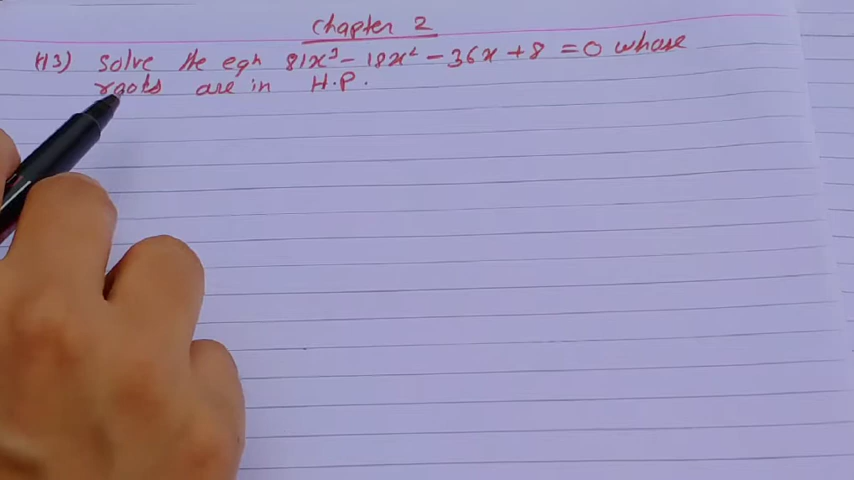 Chapter 2
(13) Solve the eqn 81x³ - 18x² - 36x + 8 = 0 whose
roots are in H.P.